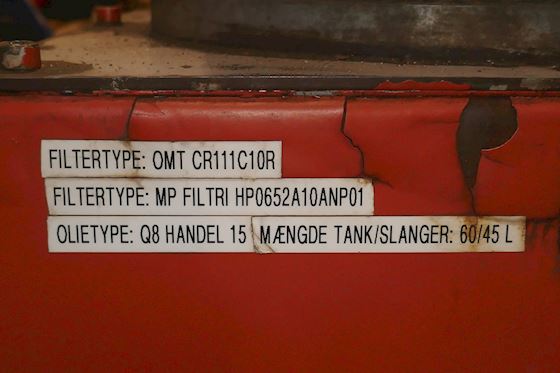 FILTERTYPE: OMT CR111C10R
FILTERTYPE: MP FILTRI HP0652A10ANP01
OLIETYPE: Q8 HANDEL 15 MÆNGDE TANK/SLANGER: 60/45 L